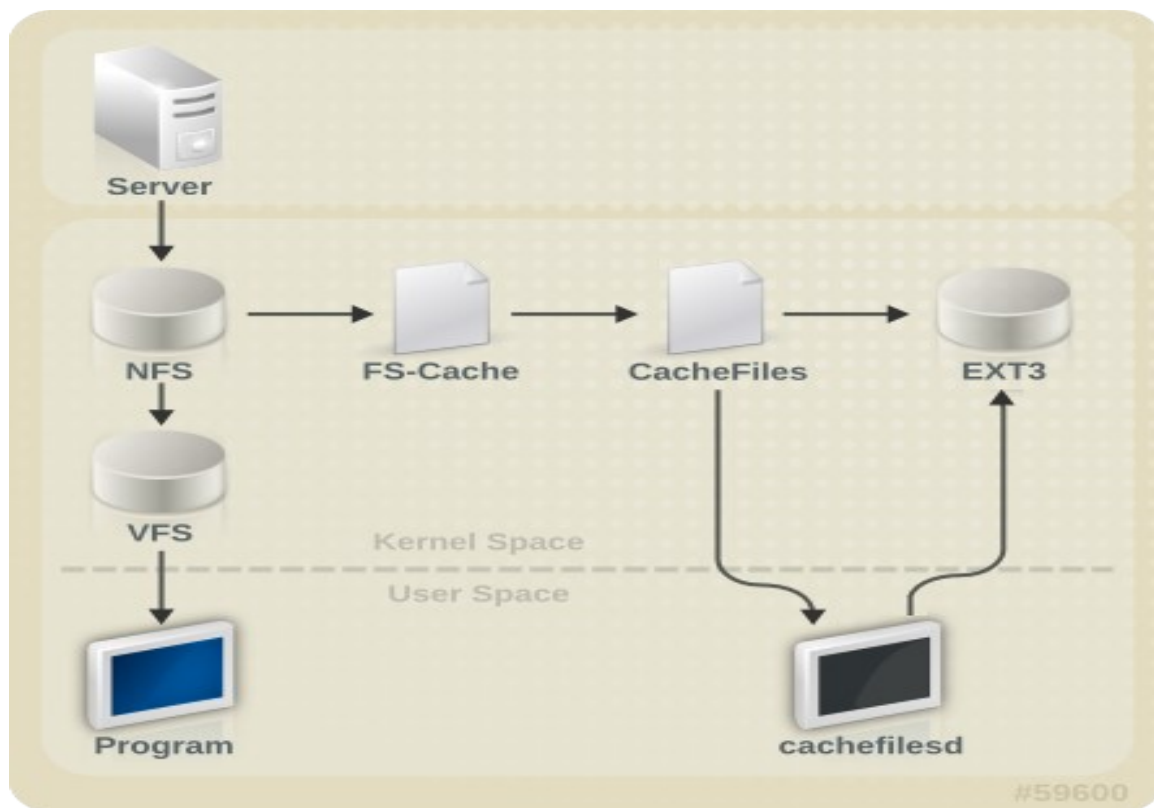 Server
NFS
FS-Cache
CacheFiles
EXT3
VFS
Kernel Space
User Space
Program
cachefilesd
#59600